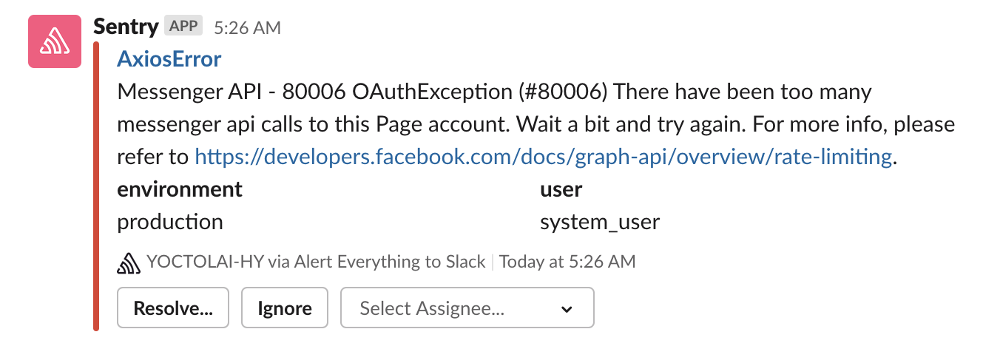 Sentry APP 5:26 AM
AxiosError
Messenger API - 80006 OAuthException (#80006) There have been too many
messenger api calls to this Page account. Wait a bit and try again. For more info, please
refer to https://developers.facebook.com/docs/graph-api/overview/rate-limiting.
environment user
production system_user
YOCTOLAI-HY via Alert Everything to Slack | Today at 5:26 AM
Resolve... Ignore Select Assignee...